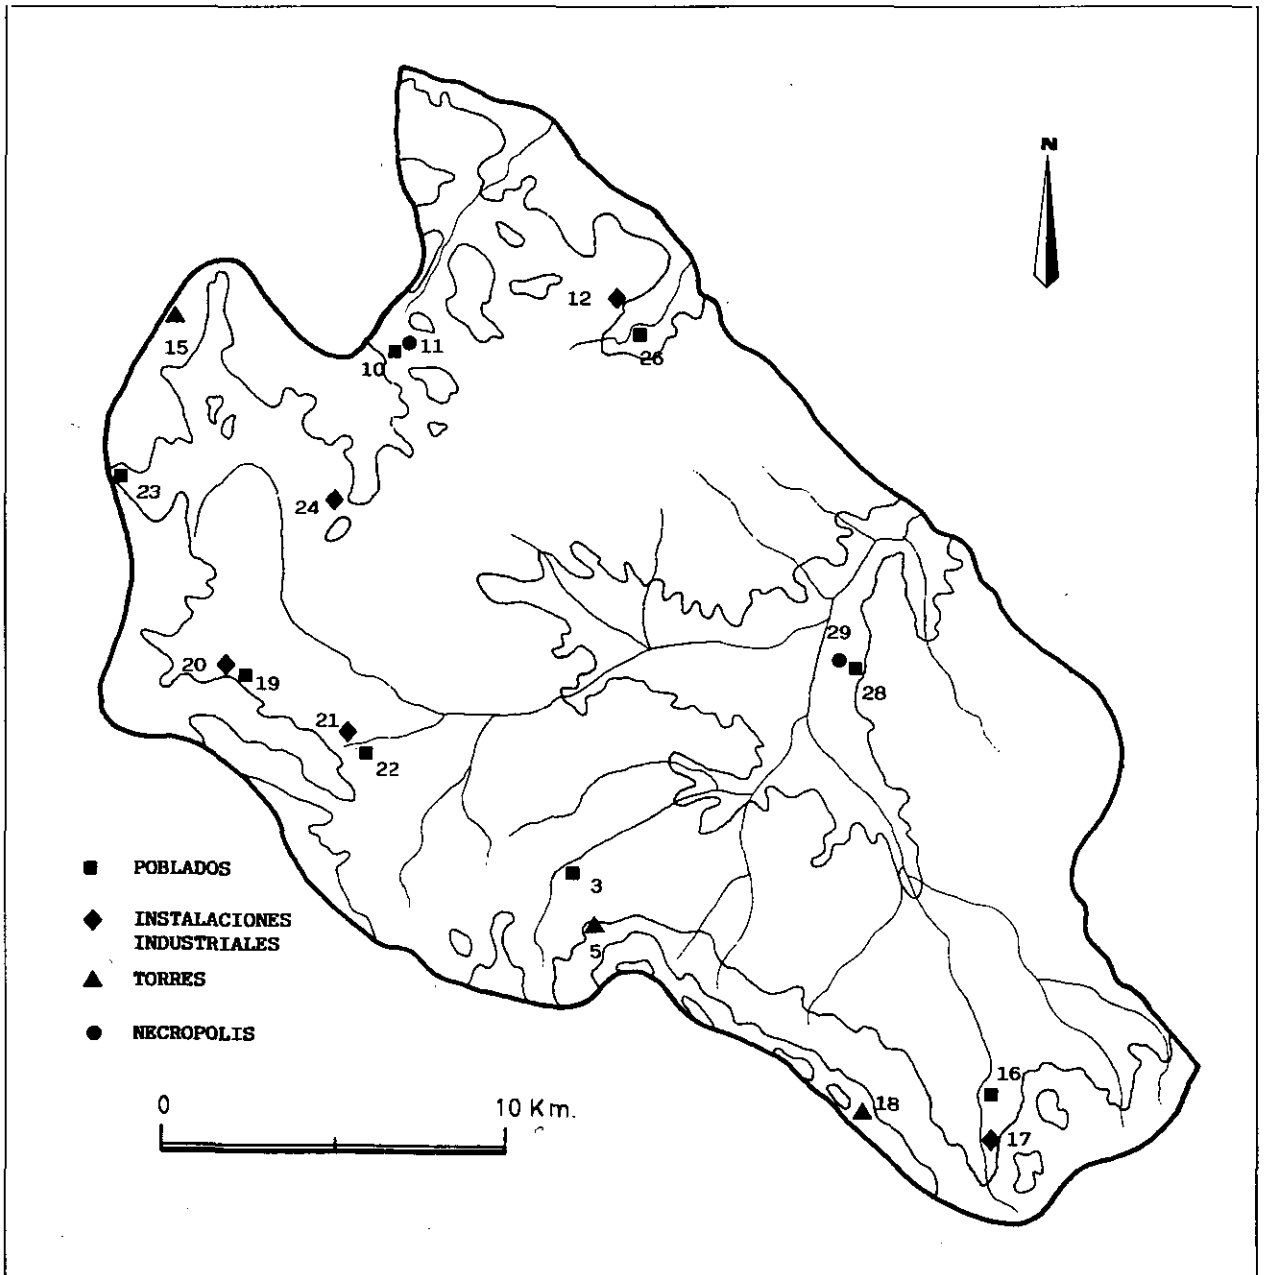 N
12
15
11
10
26
23
24
29
20
19
28
21
22
POBLADOS
3
INSTALACIONES
INDUSTRIALES
5
TORRES
NECROPOLIS
16
0
10 Km.
18
17